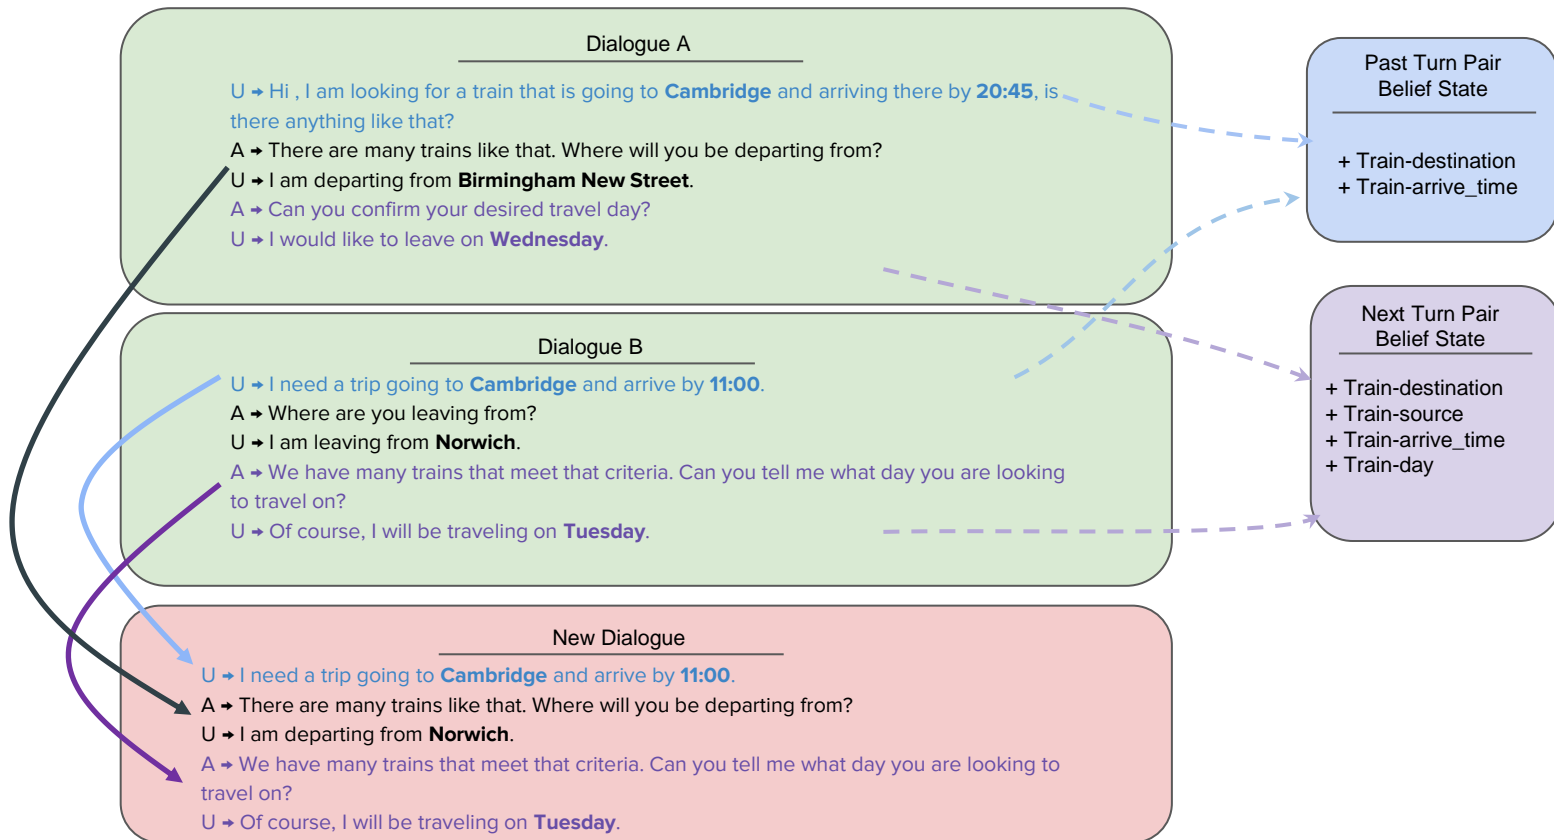 Dialogue A
U → Hi , I am looking for a train that is going to Cambridge and arriving there by 20:45, is
there anything like that?
A → There are many trains like that. Where will you be departing from?
U → I am departing from Birmingham New Street.
A → Can you confirm your desired travel day?
U → I would like to leave on Wednesday.
Past Turn Pair
Belief State
+ Train-destination
+ Train-arrive_time
Dialogue B
U → I need a trip going to Cambridge and arrive by 11:00.
A → Where are you leaving from?
U → I am leaving from Norwich.
A → We have many trains that meet that criteria. Can you tell me what day you are looking
to travel on?
U → Of course, I will be traveling on Tuesday.
Next Turn Pair
Belief State
+ Train-destination
+ Train-source
+ Train-arrive_time
+ Train-day
New Dialogue
U → I need a trip going to Cambridge and arrive by 11:00.
A → There are many trains like that. Where will you be departing from?
U → I am departing from Norwich.
A → We have many trains that meet that criteria. Can you tell me what day you are looking to
travel on?
U → Of course, I will be traveling on Tuesday.